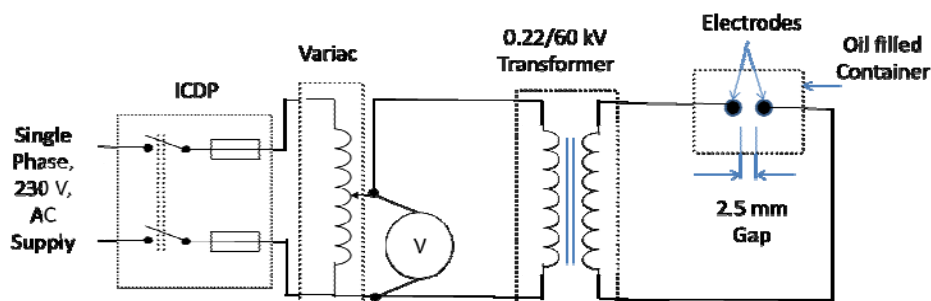 Single
Phase,
230 V,
AC
Supply
ICDP
Variac
V
0.22/60 kV
Transformer
Electrodes
Oil filled
Container
2.5 mm
Gap